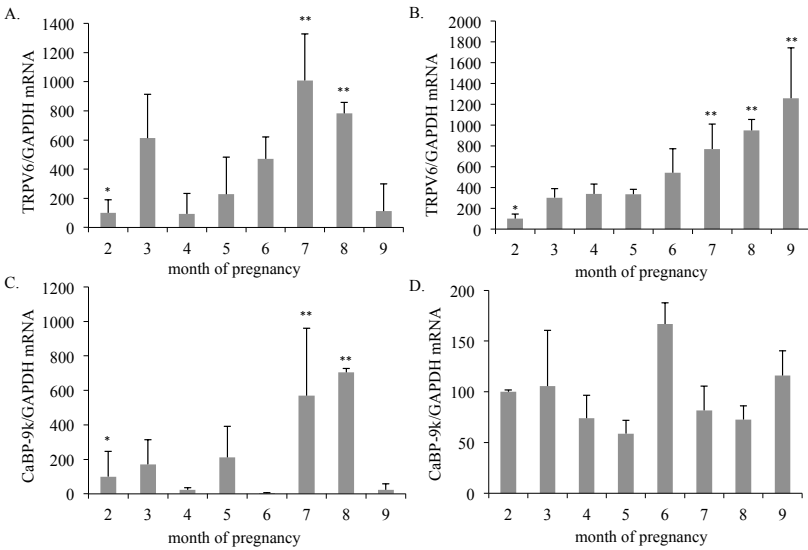 A.
TRPV6/GAPDH mRNA
1400
1200
1000
800
600
400
200
0
*
**
**
2 3 4 5 6 7 8 9
month of pregnancy
B.
TRPV6/GAPDH mRNA
2000
1800
1600
1400
1200
1000
800
600
400
200
0
*
**
**
**
2 3 4 5 6 7 8 9
month of pregnancy
C.
CaBP-9k/GAPDH mRNA
1200
1000
800
600
400
200
0
*
**
**
2 3 4 5 6 7 8 9
month of pregnancy
D.
CaBP-9k/GAPDH mRNA
200
150
100
50
0
2 3 4 5 6 7 8 9
month of pregnancy